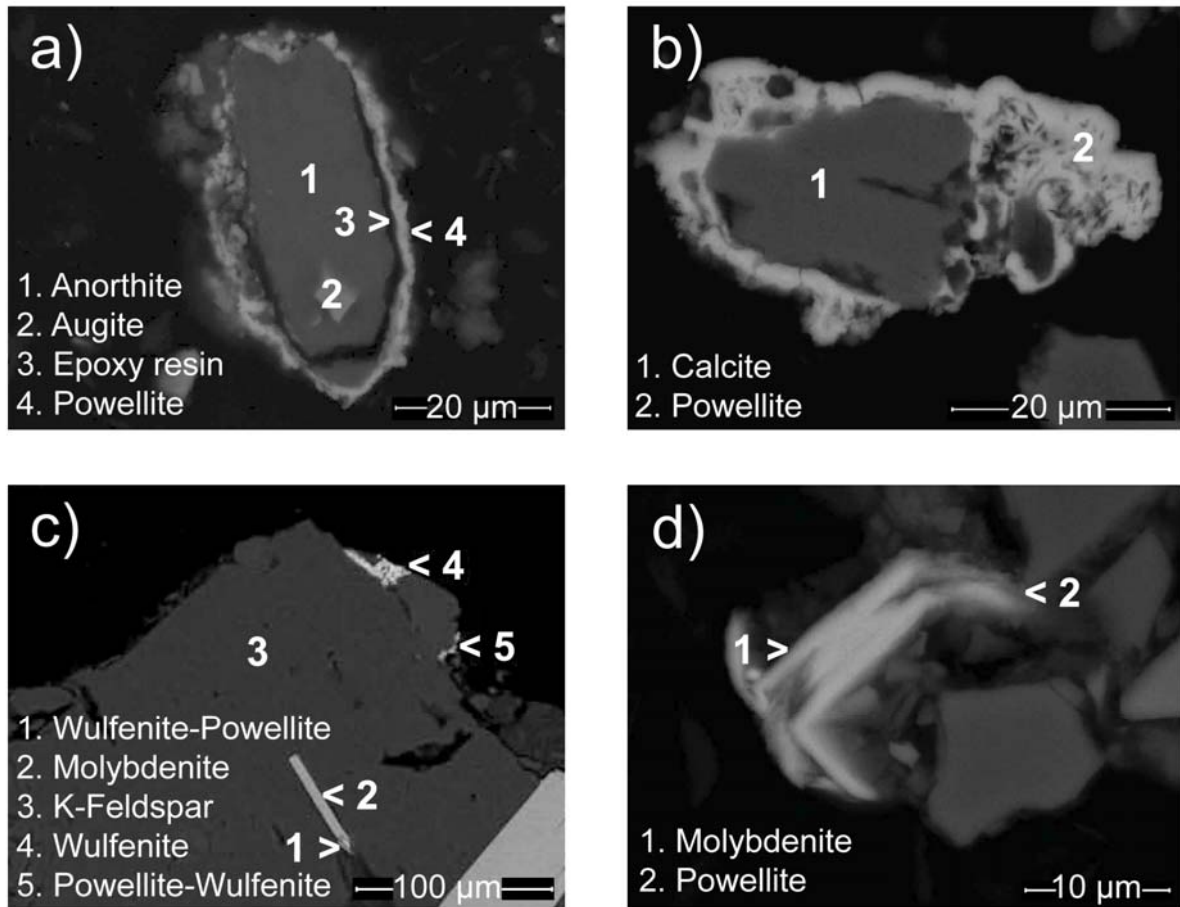 a)
1
3 >
< 4
2
1. Anorthite
2. Augite
3. Epoxy resin
4. Powellite
20 µm
b)
2
1
1. Calcite
2. Powellite
20 µm
c)
< 4
3
< 5
1. Wulfenite-Powellite
2. Molybdenite
3. K-Feldspar
< 2
4. Wulfenite
1 >
5. Powellite-Wulfenite
100 µm
d)
< 2
1 >
1. Molybdenite
2. Powellite
10 µm